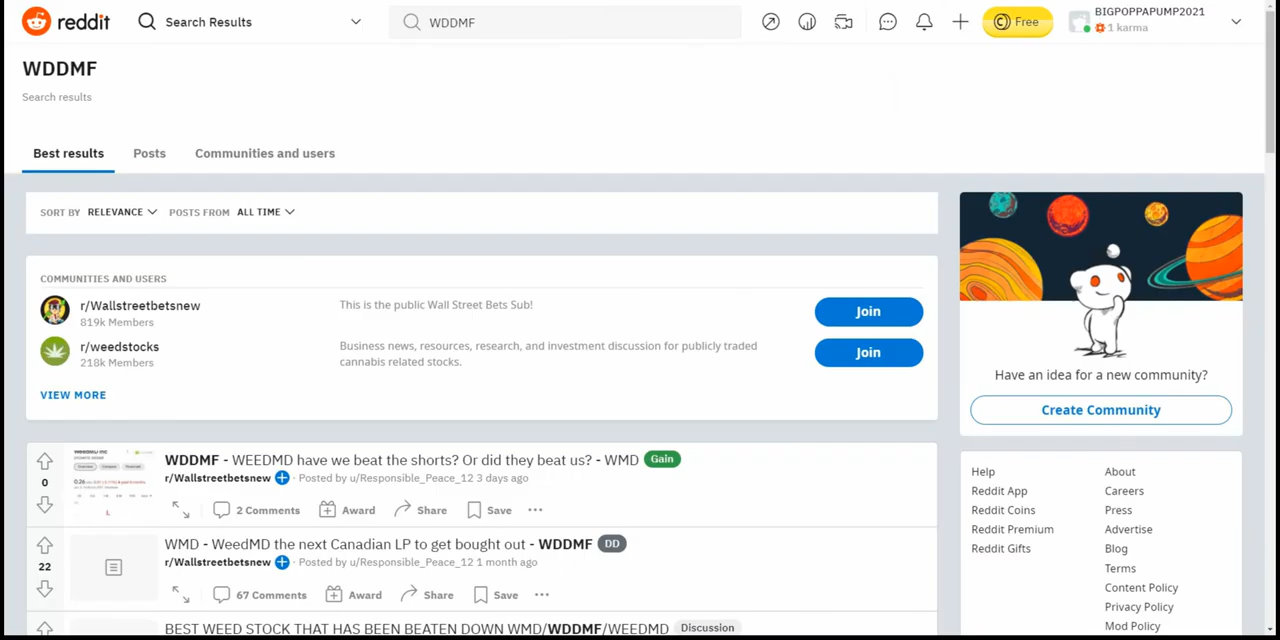 reddit Search Results WDDMF Free BIGPOPPAPUMP2021
1 karma
WDDMF
Search results
Best results Posts Communities and users
SORT BY RELEVANCE POSTS FROM ALL TIME
COMMUNITIES AND USERS
r/Wallstreetbetsnew This is the public Wall Street Bets Sub! Join
819k Members
r/weedstocks Business news, resources, research, and investment discussion for publicly traded Join
218k Members cannabis related stocks.
VIEW MORE
Have an idea for a new community?
Create Community
0
WDDMF - WEEDMD have we beat the shorts? Or did they beat us? - WMD Gain
r/Wallstreetbetsnew · Posted by u/Responsible_Peace_12 3 days ago
2 Comments Award Share Save
22
WMD - WeedMD the next Canadian LP to get bought out - WDDMF DD
r/Wallstreetbetsnew · Posted by u/Responsible_Peace_12 1 month ago
67 Comments Award Share Save
BEST WEED STOCK THAT HAS BEEN BEATEN DOWN WMD/WDDMF/WEEDMD Discussion
Help About
Reddit App Careers
Reddit Coins Press
Reddit Premium Advertise
Reddit Gifts Blog
Terms
Content Policy
Privacy Policy
Mod Policy